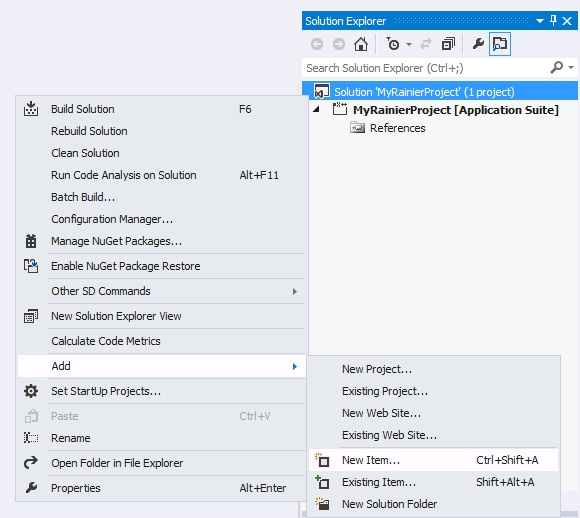 Solution Explorer
Search Solution Explorer (Ctrl+;)
Solution 'MyRainierProject' (1 project)
MyRainierProject [Application Suite]
References
Build Solution F6
Rebuild Solution
Clean Solution
Run Code Analysis on Solution Alt+F11
Batch Build...
Configuration Manager...
Manage NuGet Packages...
Enable NuGet Package Restore
Other SD Commands
New Solution Explorer View
Calculate Code Metrics
Add
Set StartUp Projects...
Paste Ctrl+V
Rename
Open Folder in File Explorer
Properties Alt+Enter
New Project...
Existing Project...
New Web Site...
Existing Web Site...
New Item... Ctrl+Shift+A
Existing Item... Shift+Alt+A
New Solution Folder